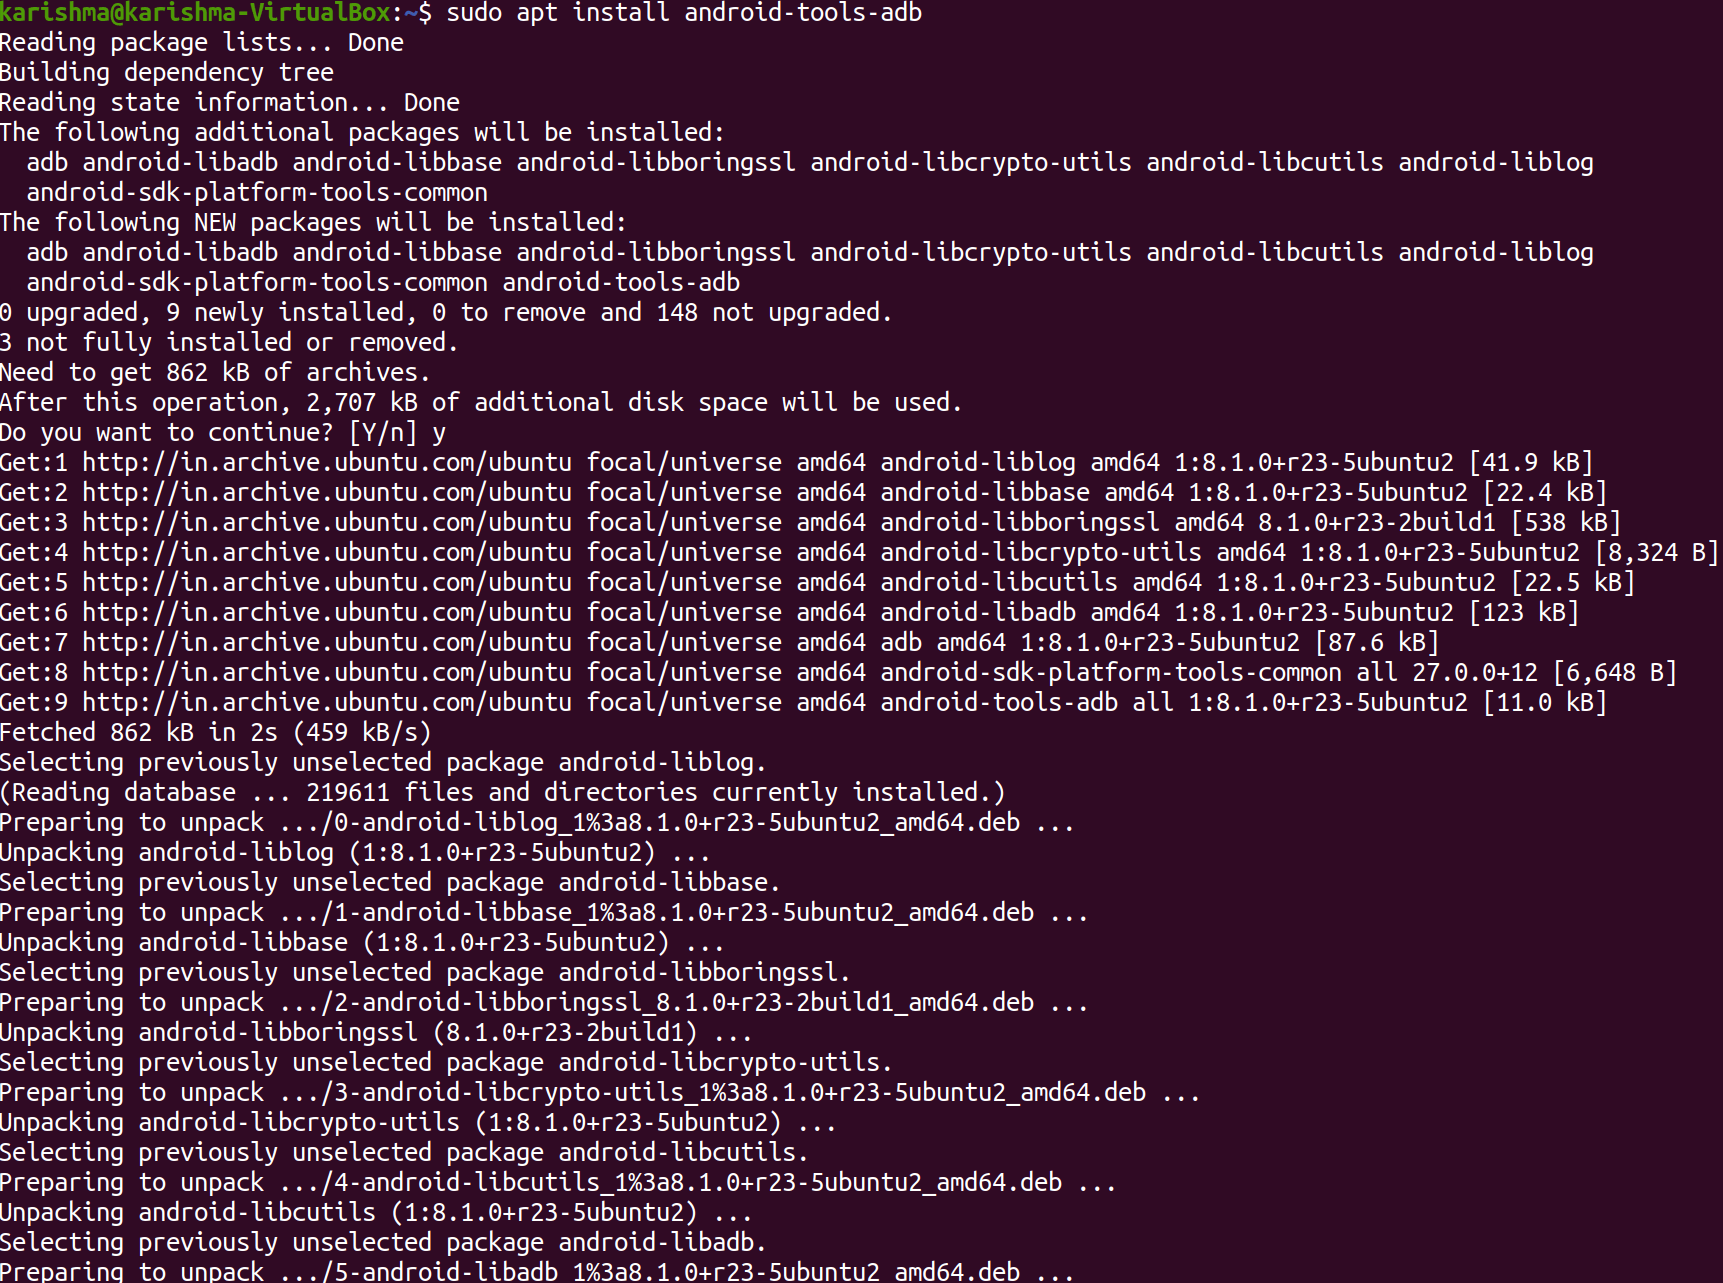 karishma@karishma-VirtualBox:~$ sudo apt install android-tools-adb
Reading package lists... Done
Building dependency tree
Reading state information... Done
The following additional packages will be installed:
  adb android-libadb android-libbase android-libboringssl android-libcrypto-utils android-libcutils android-liblog
  android-sdk-platform-tools-common
The following NEW packages will be installed:
  adb android-libadb android-libbase android-libboringssl android-libcrypto-utils android-libcutils android-liblog
  android-sdk-platform-tools-common android-tools-adb
0 upgraded, 9 newly installed, 0 to remove and 148 not upgraded.
3 not fully installed or removed.
Need to get 862 kB of archives.
After this operation, 2,707 kB of additional disk space will be used.
Do you want to continue? [Y/n] y
Get:1 http://in.archive.ubuntu.com/ubuntu focal/universe amd64 android-liblog amd64 1:8.1.0+r23-5ubuntu2 [41.9 kB]
Get:2 http://in.archive.ubuntu.com/ubuntu focal/universe amd64 android-libbase amd64 1:8.1.0+r23-5ubuntu2 [22.4 kB]
Get:3 http://in.archive.ubuntu.com/ubuntu focal/universe amd64 android-libboringssl amd64 8.1.0+r23-2build1 [538 kB]
Get:4 http://in.archive.ubuntu.com/ubuntu focal/universe amd64 android-libcrypto-utils amd64 1:8.1.0+r23-5ubuntu2 [8,324 B]
Get:5 http://in.archive.ubuntu.com/ubuntu focal/universe amd64 android-libcutils amd64 1:8.1.0+r23-5ubuntu2 [22.5 kB]
Get:6 http://in.archive.ubuntu.com/ubuntu focal/universe amd64 android-libadb amd64 1:8.1.0+r23-5ubuntu2 [123 kB]
Get:7 http://in.archive.ubuntu.com/ubuntu focal/universe amd64 adb amd64 1:8.1.0+r23-5ubuntu2 [87.6 kB]
Get:8 http://in.archive.ubuntu.com/ubuntu focal/universe amd64 android-sdk-platform-tools-common all 27.0.0+12 [6,648 B]
Get:9 http://in.archive.ubuntu.com/ubuntu focal/universe amd64 android-tools-adb all 1:8.1.0+r23-5ubuntu2 [11.0 kB]
Fetched 862 kB in 2s (459 kB/s)
Selecting previously unselected package android-liblog.
(Reading database ... 219611 files and directories currently installed.)
Preparing to unpack .../0-android-liblog_1%3a8.1.0+r23-5ubuntu2_amd64.deb ...
Unpacking android-liblog (1:8.1.0+r23-5ubuntu2) ...
Selecting previously unselected package android-libbase.
Preparing to unpack .../1-android-libbase_1%3a8.1.0+r23-5ubuntu2_amd64.deb ...
Unpacking android-libbase (1:8.1.0+r23-5ubuntu2) ...
Selecting previously unselected package android-libboringssl.
Preparing to unpack .../2-android-libboringssl_8.1.0+r23-2build1_amd64.deb ...
Unpacking android-libboringssl (8.1.0+r23-2build1) ...
Selecting previously unselected package android-libcrypto-utils.
Preparing to unpack .../3-android-libcrypto-utils_1%3a8.1.0+r23-5ubuntu2_amd64.deb ...
Unpacking android-libcrypto-utils (1:8.1.0+r23-5ubuntu2) ...
Selecting previously unselected package android-libcutils.
Preparing to unpack .../4-android-libcutils_1%3a8.1.0+r23-5ubuntu2_amd64.deb ...
Unpacking android-libcutils (1:8.1.0+r23-5ubuntu2) ...
Selecting previously unselected package android-libadb.
Preparing to unpack .../5-android-libadb_1%3a8.1.0+r23-5ubuntu2_amd64.deb ...